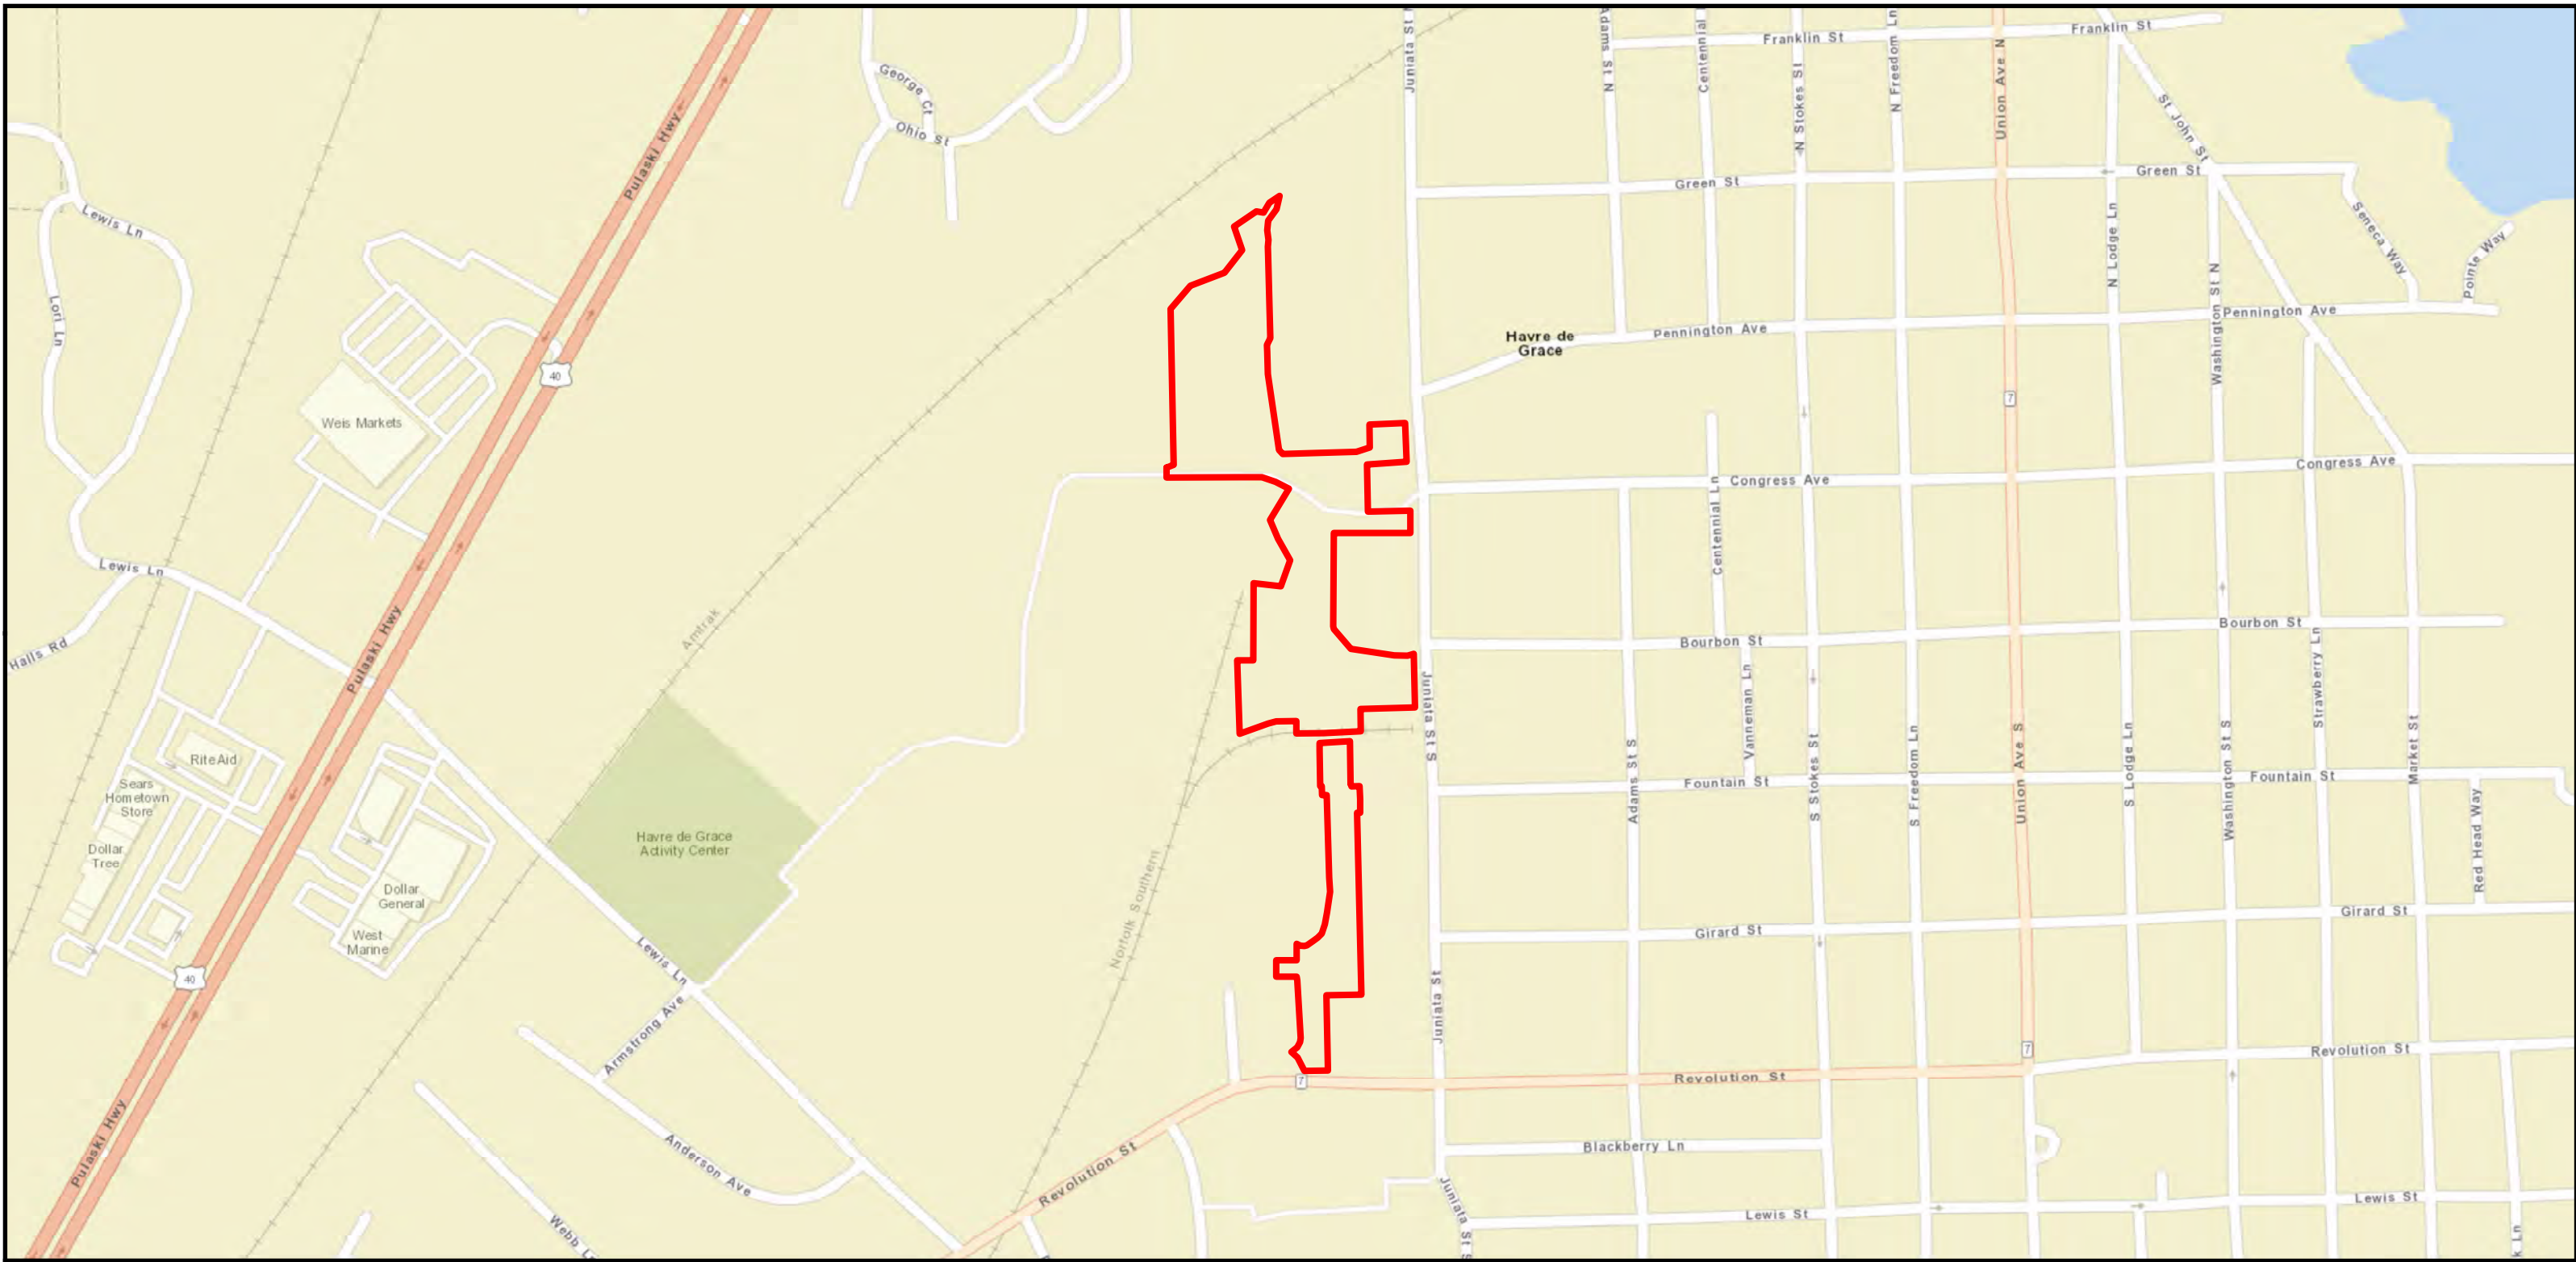 Juniata St
Adams St N
Centennial
N Stokes St
N Freedom Ln
Union Ave N
Franklin St
Franklin St
St John St
George Ct
Ohio St
Pulaski Hwy
Green St
Green St
Lewis Ln
N Lodge Ln
Washington St N
Seneca Way
Pointe Way
Lori Ln
Pennington Ave
Pennington Ave
Havre de
Grace
40
7
Weis Markets
Congress Ave
Congress Ave
Centennial Ln
Lewis Ln
Halls Rd
Pulaski Hwy
Amtrak
Bourbon St
Bourbon St
Strawberry Ln
Vanneman Ln
Juniata St S
RiteAid
Sears
Hometown
Store
Dollar
Tree
Havre de Grace
Activity Center
Dollar
General
West
Marine
Norfolk Southern
Adams St S
S Stokes St
S Freedom Ln
Union Ave S
S Lodge Ln
Washington St S
Market St
Fountain St
Fountain St
Red Head Way
Girard St
Girard St
Lewis Ln
40
Juniata St
Armstrong Ave
7
7
Revolution St
Revolution St
Pulaski Hwy
Anderson Ave
Revolution St
Blackberry Ln
Webb L
Juniata St S
Lewis St
Lewis St
k Ln